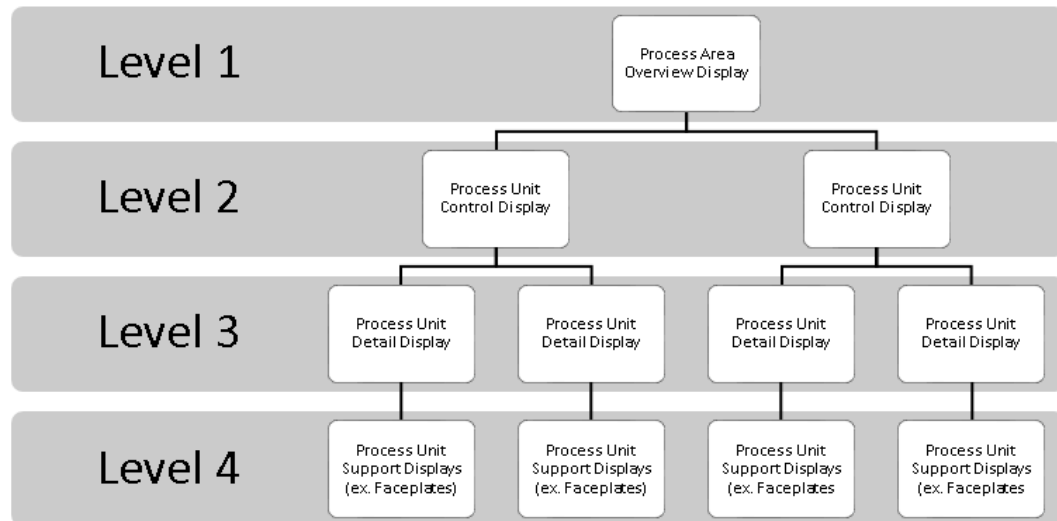 Level 1
Process Area
Overview Display
Level 2
Process Unit
Control Display
Process Unit
Control Display
Level 3
Process Unit
Detail Display
Process Unit
Detail Display
Process Unit
Detail Display
Process Unit
Detail Display
Level 4
Process Unit
Support Displays
(ex. Faceplates)
Process Unit
Support Displays
(ex. Faceplates)
Process Unit
Support Displays
(ex. Faceplates
Process Unit
Support Displays
(ex. Faceplates